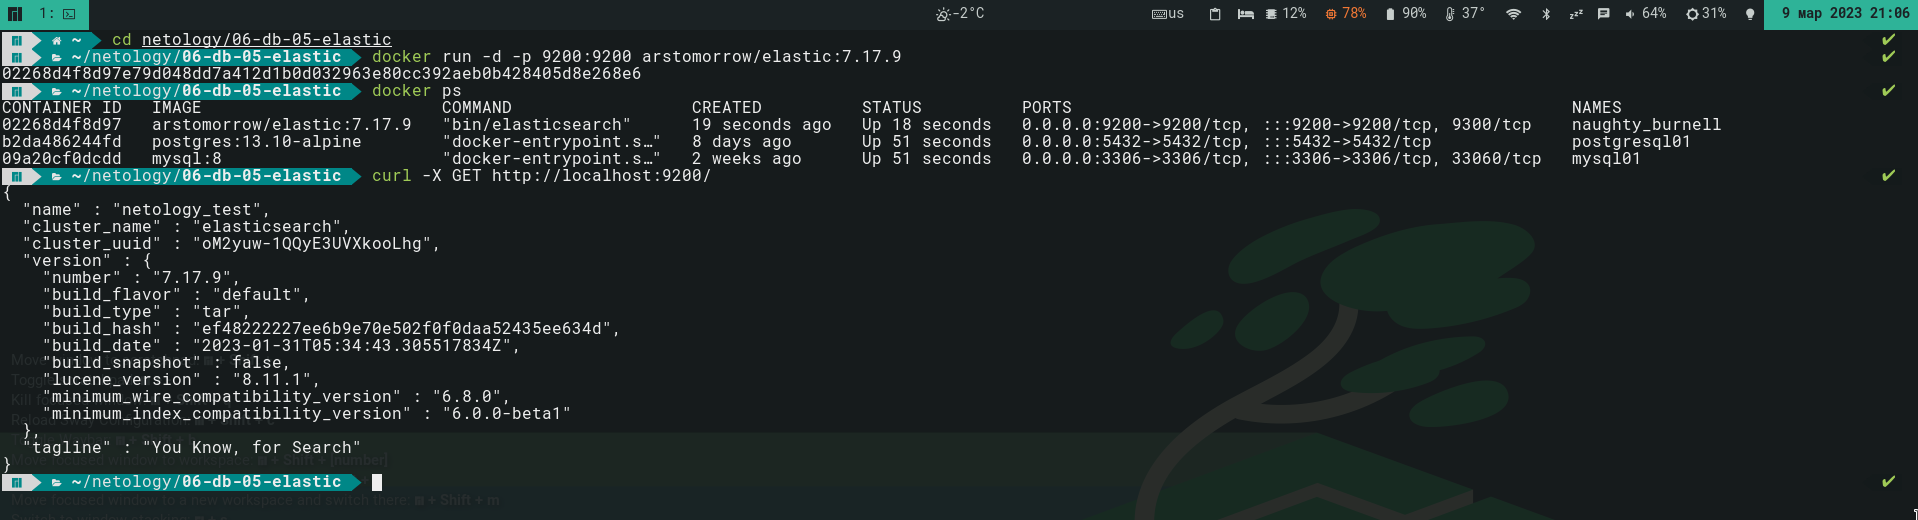 1: -2°C us 12% 78% 90% 37° zzz 64% 31% 9 мар 2023 21:06
~ cd netology/06-db-05-elastic
~/netology/06-db-05-elastic docker run -d -p 9200:9200 arstomorrow/elastic:7.17.9
02268d4f8d97e79d048dd7a412d1b0d032963e80cc392aeb0b428405d8e268e6
~/netology/06-db-05-elastic docker ps
CONTAINER ID   IMAGE                        COMMAND                  CREATED          STATUS          PORTS                                                  NAMES
02268d4f8d97   arstomorrow/elastic:7.17.9   "bin/elasticsearch"      19 seconds ago   Up 18 seconds   0.0.0.0:9200->9200/tcp, :::9200->9200/tcp, 9300/tcp    naughty_burnell
b2da486244fd   postgres:13.10-alpine        "docker-entrypoint.s…"   8 days ago       Up 51 seconds   0.0.0.0:5432->5432/tcp, :::5432->5432/tcp              postgresql01
09a20cf0dcdd   mysql:8                      "docker-entrypoint.s…"   2 weeks ago      Up 51 seconds   0.0.0.0:3306->3306/tcp, :::3306->3306/tcp, 33060/tcp   mysql01
~/netology/06-db-05-elastic curl -X GET http://localhost:9200/
{
  "name" : "netology_test",
  "cluster_name" : "elasticsearch",
  "cluster_uuid" : "oM2yuw-1QQyE3UVXkooLhg",
  "version" : {
    "number" : "7.17.9",
    "build_flavor" : "default",
    "build_type" : "tar",
    "build_hash" : "ef48222227ee6b9e70e502f0f0daa52435ee634d",
    "build_date" : "2023-01-31T05:34:43.305517834Z",
    "build_snapshot" : false,
    "lucene_version" : "8.11.1",
    "minimum_wire_compatibility_version" : "6.8.0",
    "minimum_index_compatibility_version" : "6.0.0-beta1"
  },
  "tagline" : "You Know, for Search"
}
Move focused window to workspace: + Shift + [number]
~/netology/06-db-05-elastic
Move focused window to a new workspace and switch there: + Shift + m